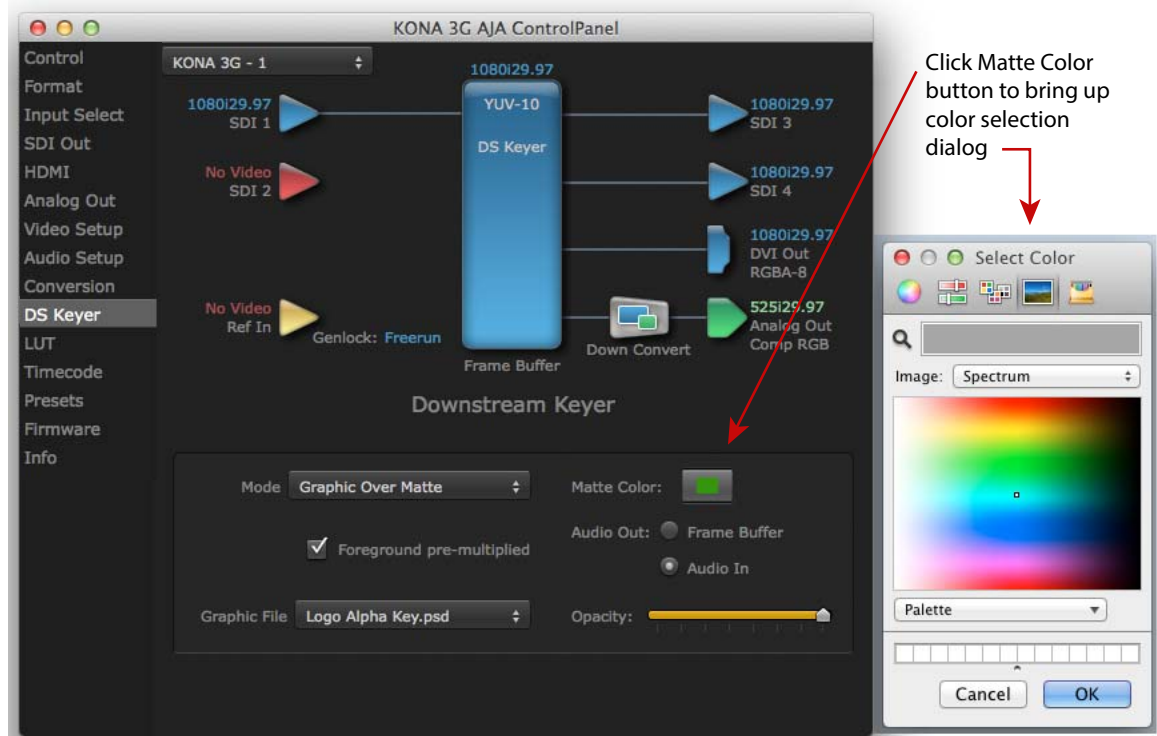 KONA 3G AJA ControlPanel
Control
Format
Input Select
SDI Out
HDMI
Analog Out
Video Setup
Audio Setup
Conversion
DS Keyer
LUT
Timecode
Presets
Firmware
Info
KONA 3G - 1
1080i29.97
1080i29.97
SDI 1
YUV-10
DS Keyer
1080i29.97
SDI 3
No Video
SDI 2
1080i29.97
SDI 4
1080i29.97
DVI Out
RGBA-8
No Video
Ref In
Genlock: Freerun
Frame Buffer
Down Convert
525i29.97
Analog Out
Comp RGB
Downstream Keyer
Mode Graphic Over Matte
Matte Color:
Foreground pre-multiplied
Audio Out: Frame Buffer
Audio In
Graphic File Logo Alpha Key.psd
Opacity:
Click Matte Color
button to bring up
color selection
dialog
Select Color
Image: Spectrum
Palette
Cancel OK